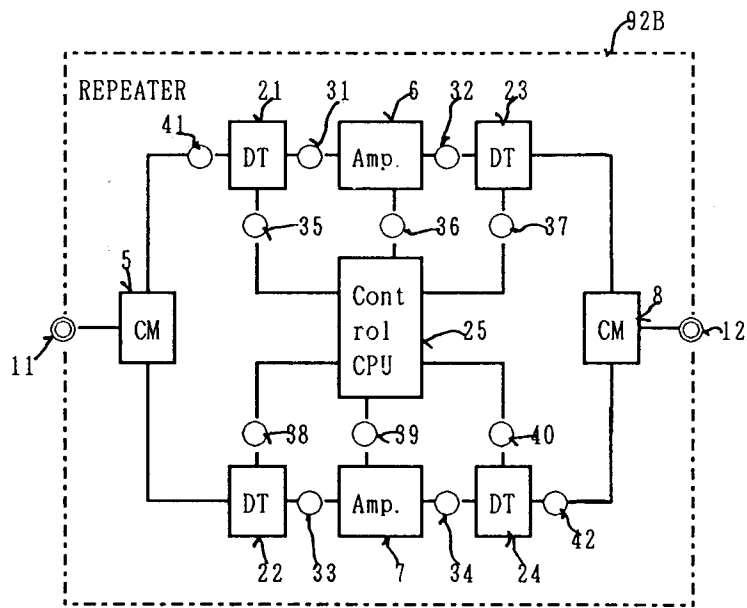 92B
REPEATER
21 31 6 32 23
41
DT Amp. DT
35 36 37
5
8
CM
Cont
rol
CPU
CM
11
25
12
38 39 40
DT Amp. DT
22 33 7 34 24 42